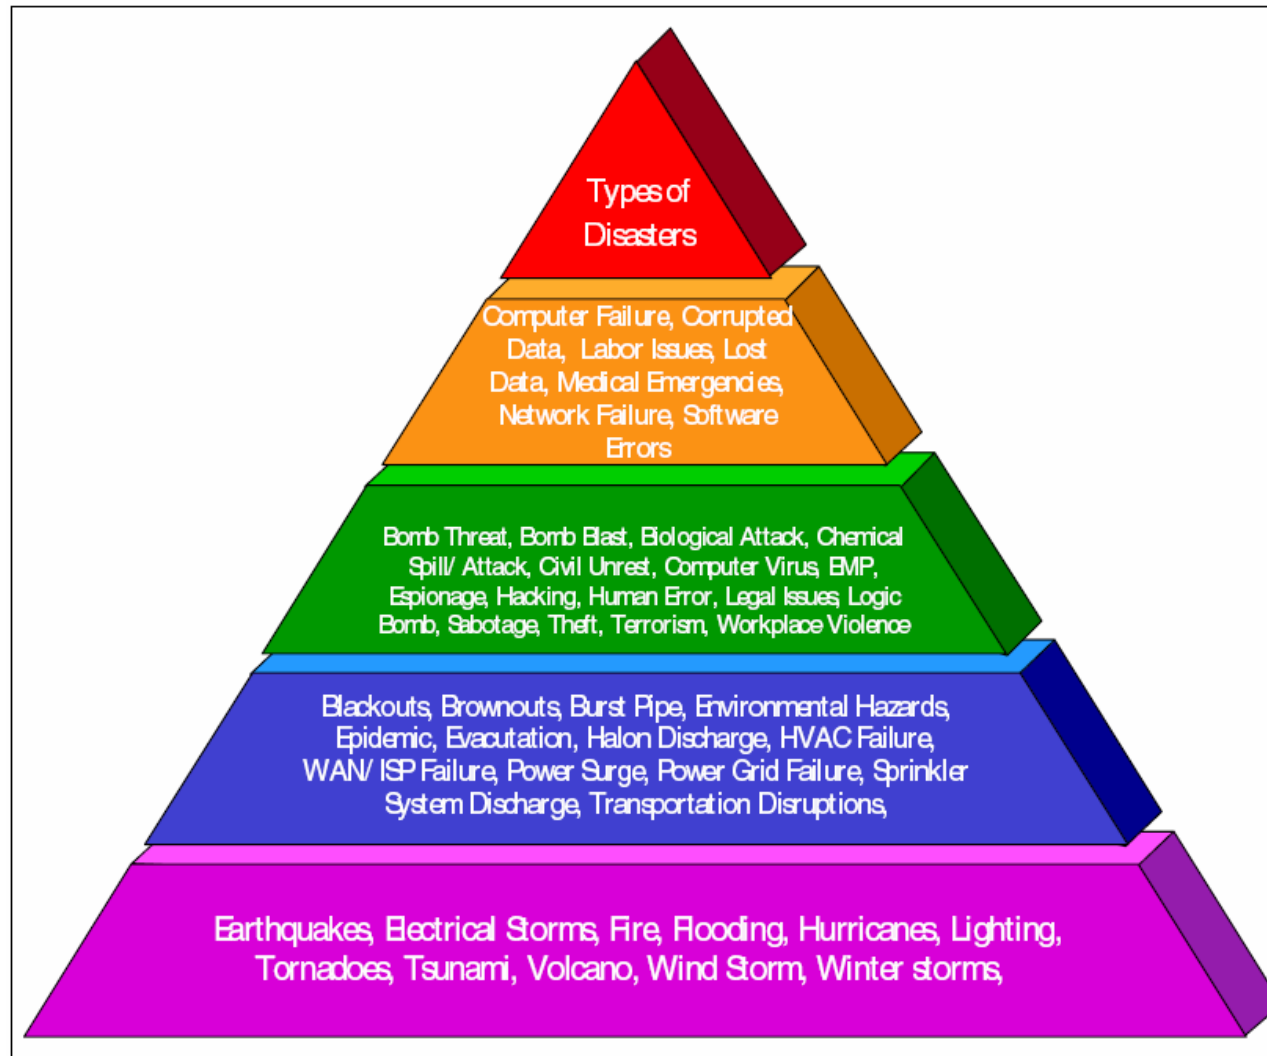 Types of
Disasters
Computer Failure, Corrupted
Data, Labor Issues, Lost
Data, Medical Emergencies,
Network Failure, Software
Errors
Bomb Threat, Bomb Blast, Biological Attack, Chemical
Spill/ Attack, Civil Unrest, Computer Virus, EMP,
Espionage, Hacking, Human Error, Legal Issues, Logic
Bomb, Sabotage, Theft, Terrorism, Workplace Violence
Blackouts, Brownouts, Burst Pipe, Environmental Hazards,
Epidemic, Evacutation, Halon Discharge, HVAC Failure,
WAN/ ISP Failure, Power Surge, Power Grid Failure, Sprinkler
System Discharge, Transportation Disruptions,
Earthquakes, Electrical Storms, Fire, Flooding, Hurricanes, Lighting,
Tornadoes, Tsunami, Volcano, Wind Storm, Winter storms,